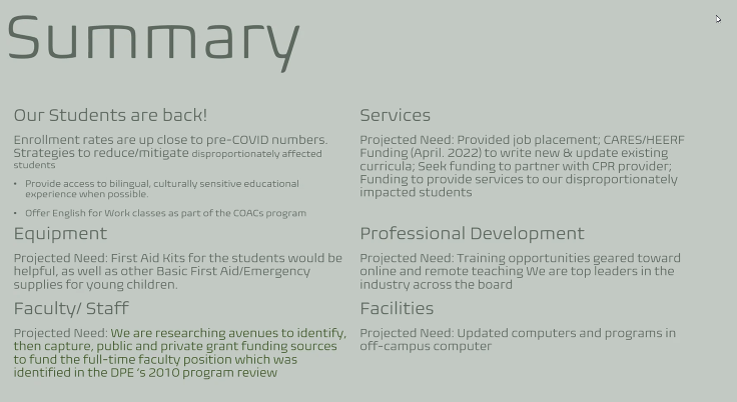 Summary
Our Students are back!
Enrollment rates are up close to pre-COVID numbers.
Strategies to reduce/mitigate disproportionately affected
students
• Provide access to bilingual, culturally sensitive educational
experience when possible.
• Offer English for Work classes as part of the COACs program
Equipment
Projected Need: First Aid Kits for the students would be
helpful, as well as other Basic First Aid/Emergency
supplies for young children.
Faculty/ Staff
Projected Need: We are researching avenues to identify,
then capture, public and private grant funding sources
to fund the full-time faculty position which was
identified in the DPE 's 2010 program review
Services
Projected Need: Provided job placement; CARES/HEERF
Funding (April. 2022) to write new & update existing
curricula; Seek funding to partner with CPR provider;
Funding to provide services to our disproportionately
impacted students
Professional Development
Projected Need: Training opportunities geared toward
online and remote teaching We are top leaders in the
industry across the board
Facilities
Projected Need: Updated computers and programs in
off-campus computer